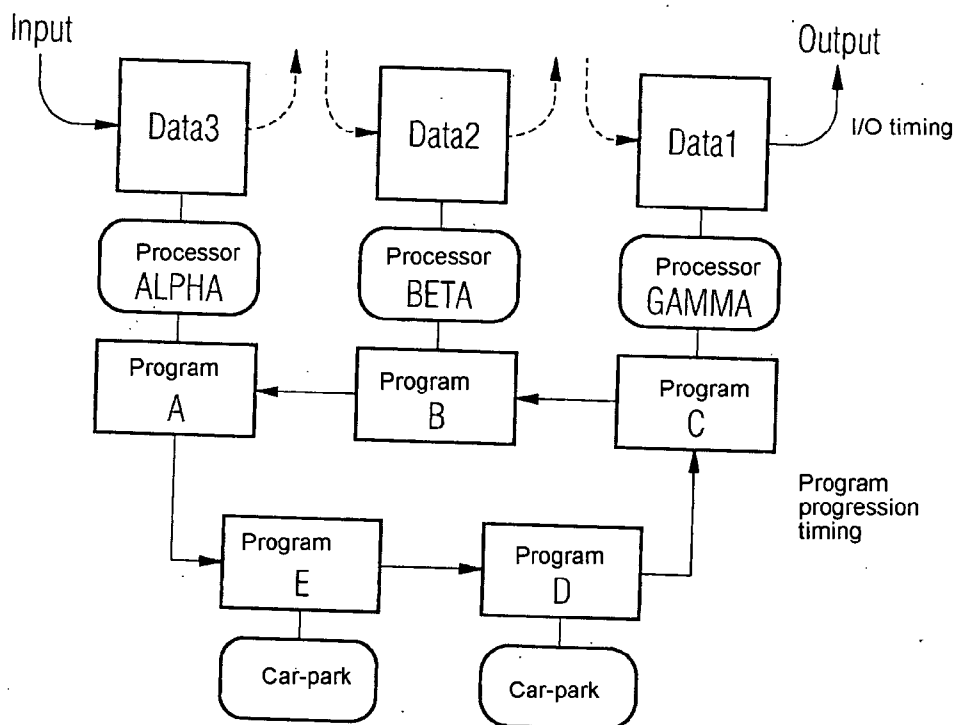 Input
Output
Data3
Data2
Data1
I/O timing
Processor
ALPHA
Processor
BETA
Processor
GAMMA
Program
A
Program
B
Program
C
Program
progression
timing
Program
E
Program
D
Car-park
Car-park